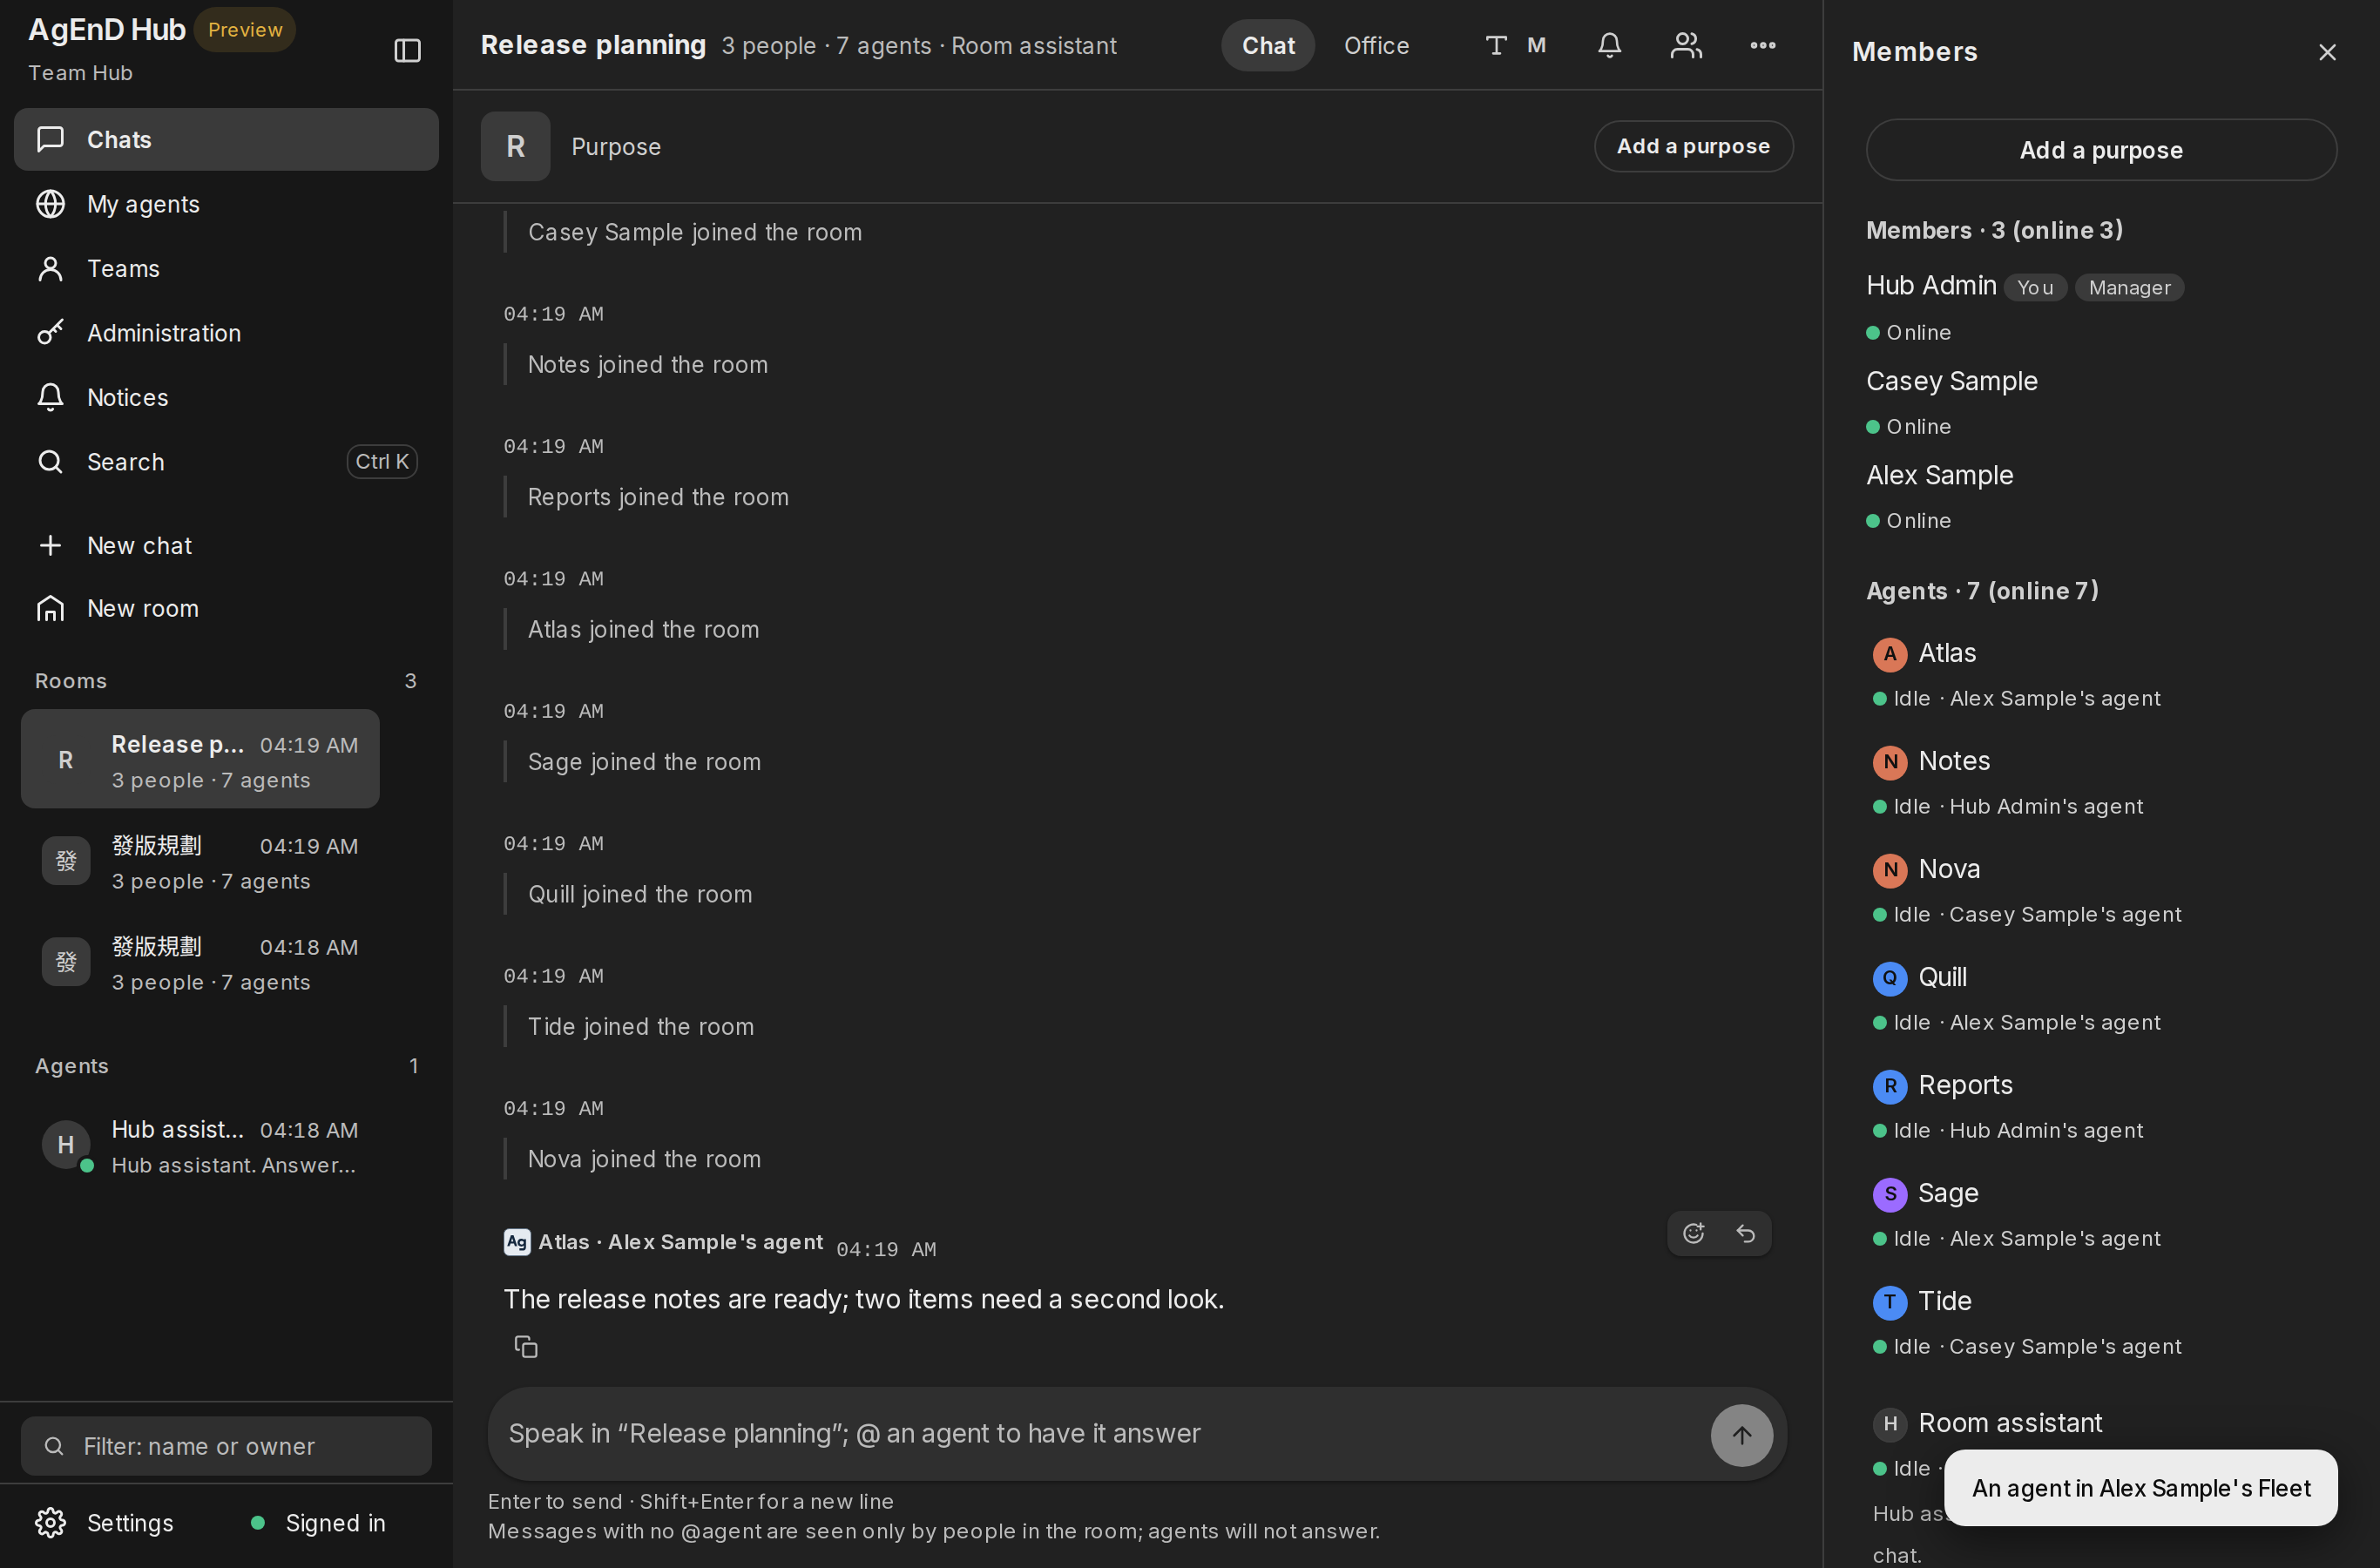 AgEnD Hub Preview
Team Hub
Chats
My agents
Teams
Administration
Notices
Search Ctrl K
New chat
New room
Rooms 3
R Release p... 04:19 AM
3 people · 7 agents
發 發版規劃 04:19 AM
3 people · 7 agents
發 發版規劃 04:18 AM
3 people · 7 agents
Agents 1
H Hub assist... 04:18 AM
Hub assistant. Answer...
Filter: name or owner
Settings Signed in
Release planning 3 people · 7 agents · Room assistant Chat Office T M
R Purpose Add a purpose
Casey Sample joined the room
04:19 AM
Notes joined the room
04:19 AM
Reports joined the room
04:19 AM
Atlas joined the room
04:19 AM
Sage joined the room
04:19 AM
Quill joined the room
04:19 AM
Tide joined the room
04:19 AM
Nova joined the room
Ag Atlas · Alex Sample's agent 04:19 AM
The release notes are ready; two items need a second look.
Speak in “Release planning”; @ an agent to have it answer
Enter to send · Shift+Enter for a new line
Messages with no @agent are seen only by people in the room; agents will not answer.
Members
Add a purpose
Members · 3 (online 3)
Hub Admin You Manager
Online
Casey Sample
Online
Alex Sample
Online
Agents · 7 (online 7)
A Atlas
Idle · Alex Sample's agent
N Notes
Idle · Hub Admin's agent
N Nova
Idle · Casey Sample's agent
Q Quill
Idle · Alex Sample's agent
R Reports
Idle · Hub Admin's agent
S Sage
Idle · Alex Sample's agent
T Tide
Idle · Casey Sample's agent
H Room assistant
Idle ·
An agent in Alex Sample's Fleet
Hub
chat.